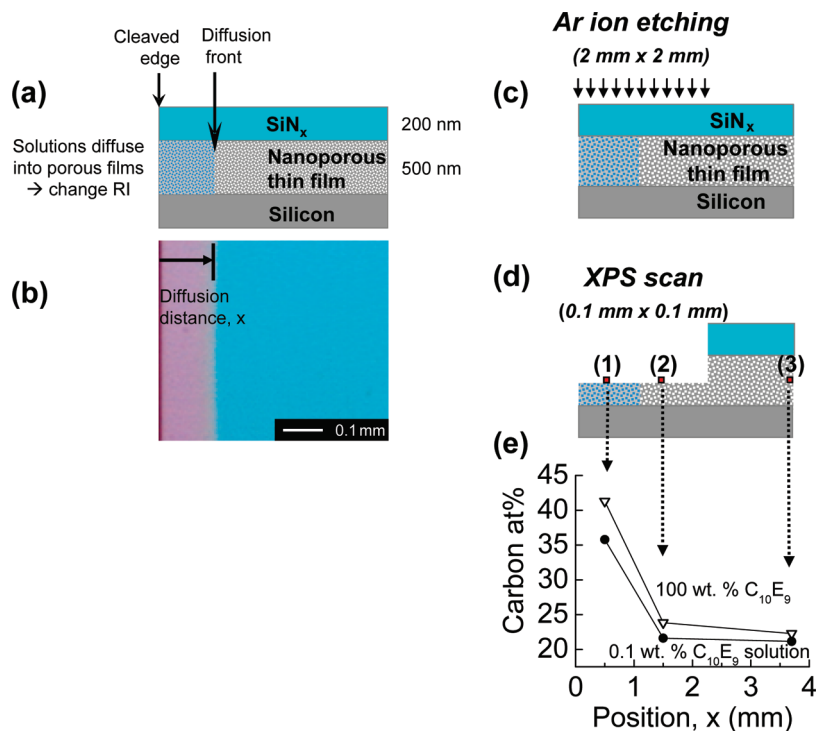 Cleaved
edge
Diffusion
front
(a)
SiNₓ
200 nm
Solutions diffuse
into porous films
→ change RI
Nanoporous
thin film
500 nm
Silicon
(b)
Diffusion
distance, x
0.1 mm
Ar ion etching
(2 mm x 2 mm)
(c)
SiNₓ
Nanoporous
thin film
Silicon
(d)
XPS scan
(0.1 mm x 0.1 mm)
(1)
(2)
(3)
(e)
Carbon at%
45
40
35
30
25
20
100 wt. % C₁₀E₉
0.1 wt. % C₁₀E₉ solution
0 1 2 3 4
Position, x (mm)